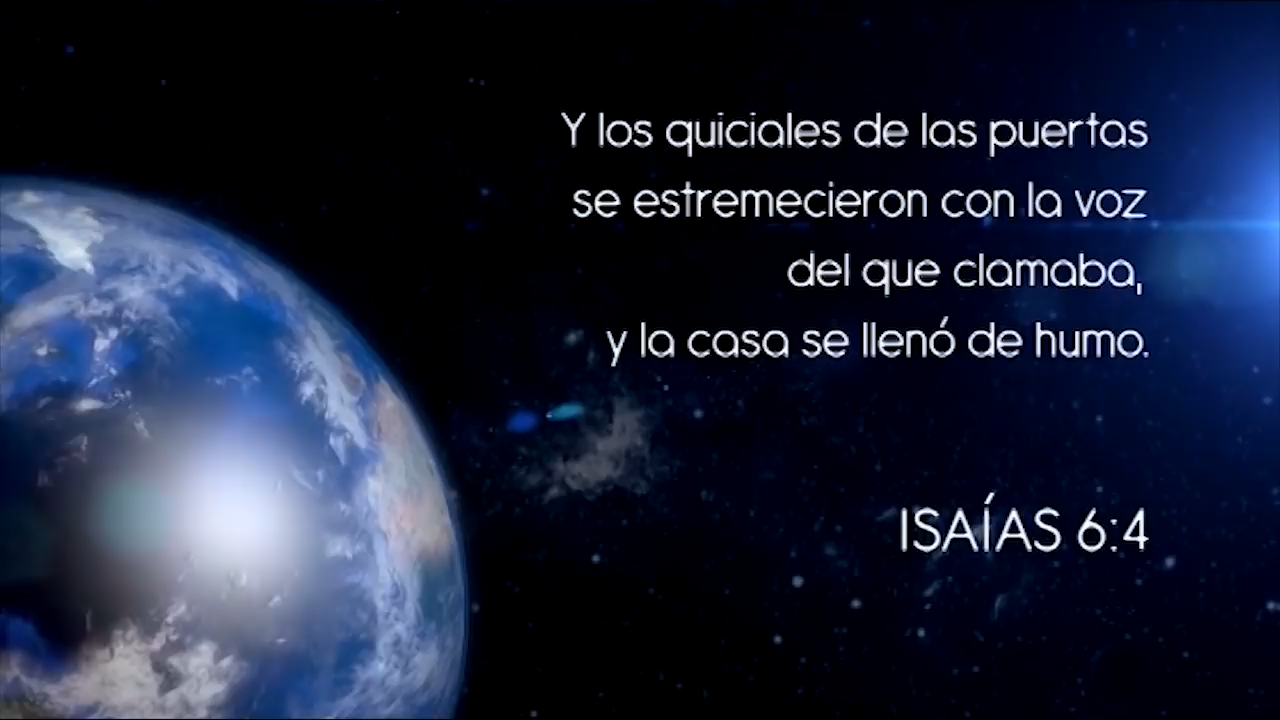 Y los quiciales de las puertas
se estremecieron con la voz
del que clamaba,
y la casa se llenó de humo.
ISAÍAS 6:4